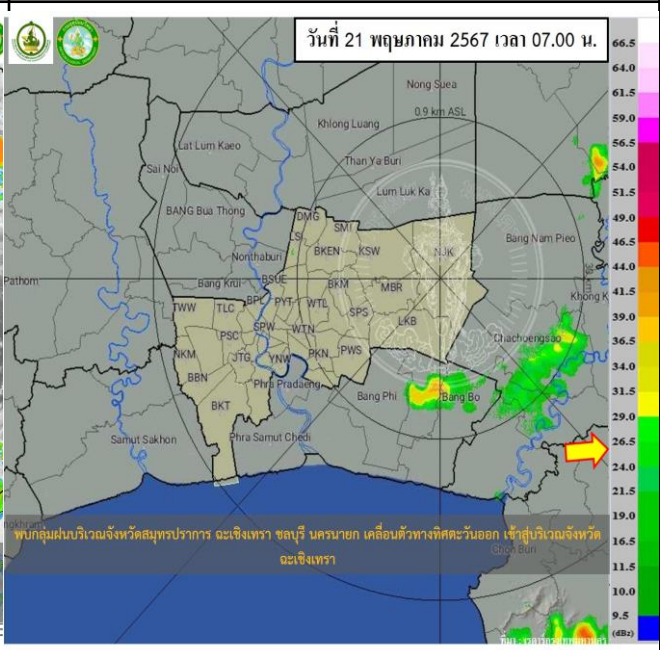 วันที่ 21 พฤษภาคม 2567 เวลา 07.00 น.
66.5
64.0
61.5
59.0
56.5
54.0
51.5
49.0
46.5
44.0
41.5
39.0
36.5
34.0
31.5
29.0
26.5
24.0
21.5
19.0
16.5
11.5
10.0
9.5
(dBz)
Nong Suea
0.9 km ASL
Khlong Luang
Lat Lum Kaeo
Than Ya Buri
Sai Noi
Lum Luk Ka
BANG Bua Thong
DMG
SMI
LSI
BKEN
KSW
NJK
Bang Nam Pieo
Nonthaburi
Pathom
Bang Krui
BSUE
BKM
MBR
Khong K
TWW
TLC
BPL
PYT
WTL
SPS
LKB
PSC
SPW
WTN
Chachoengsao
NKM
JTG
YNW
PKN
PWS
BBN
Phra Pradaeng
BKT
Bang Phi
Bang Bo
Samut Sakhon
Phra Samut Chedi
พบกลุ่มฝนบริเวณจังหวัดสมุทรปราการ ฉะเชิงเทรา ชลบุรี นครนายก เคลื่อนตัวทางทิศตะวันออก เข้าสู่บริเวณจังหวัด
ฉะเชิงเทรา
Chon Buri